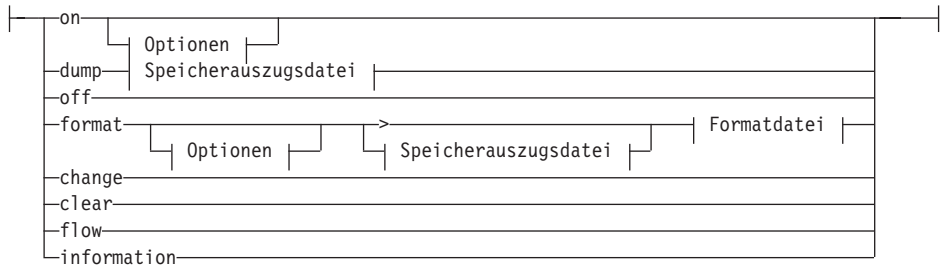 on
Optionen
dump Speicherauszugsdatei
off
format > Formatdatei
Optionen Speicherauszugsdatei
change
clear
flow
information